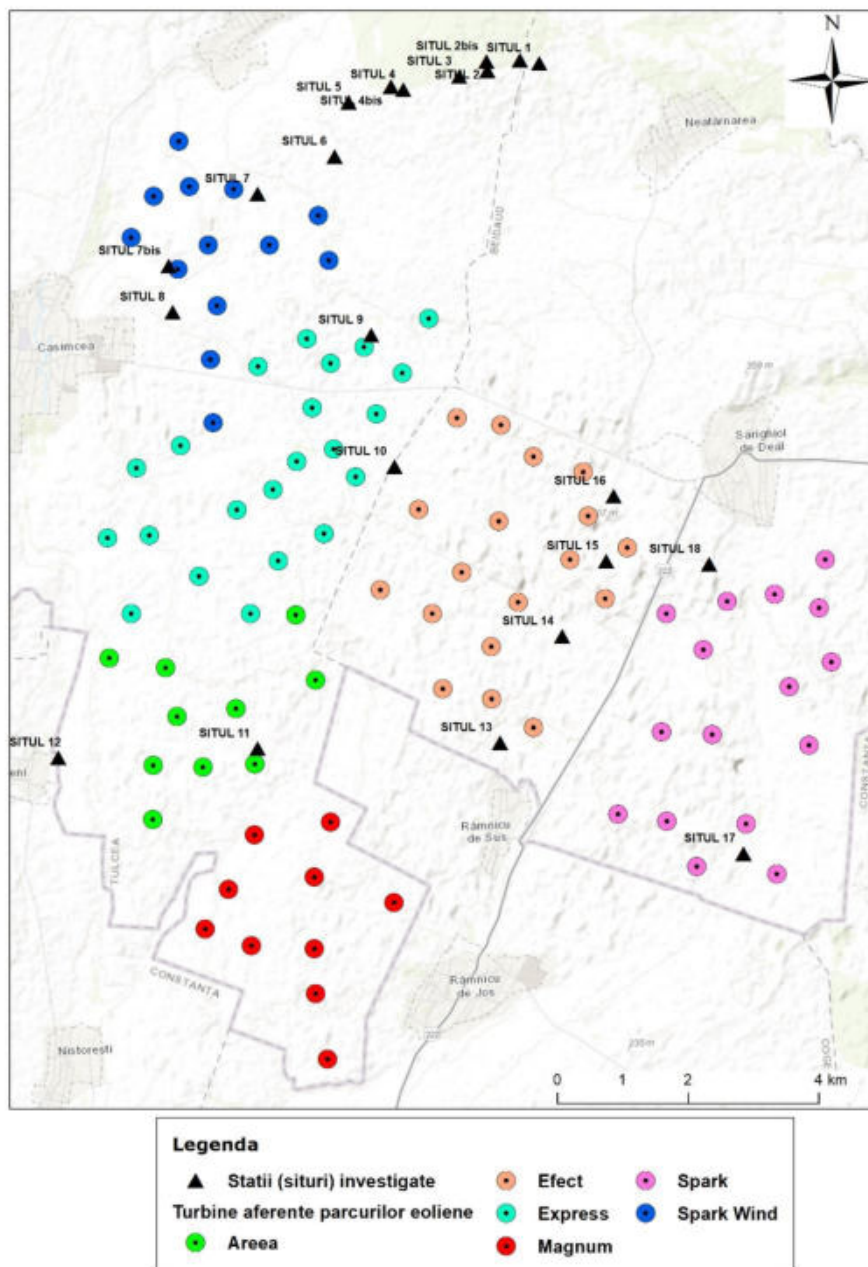 N
SITUL 2bis SITUL 1
SITUL 3
SITUL 2
SITUL 4
SITUL 5
SITUL 4bis
Neatârnarea
SITUL 6
SITUL 7
BEIDAUD
SITUL 7bis
SITUL 8
SITUL 9
Casimcea
Sarighiol
de Deal
SITUL 10
SITUL 16
SITUL 15
SITUL 18
222
SITUL 14
SITUL 13
SITUL 11
SITUL 12
CONSTANTA
Râmnicu
de Sus
SITUL 17
TULCEA
CONSTANTA
Râmnicu
de Jos
222
Nistoresti
235 m
0 1 2 4 km
Legenda
Statii (situri) investigate
Turbine aferente parcurilor eoliene
Areea
Efect
Express
Magnum
Spark
Spark Wind